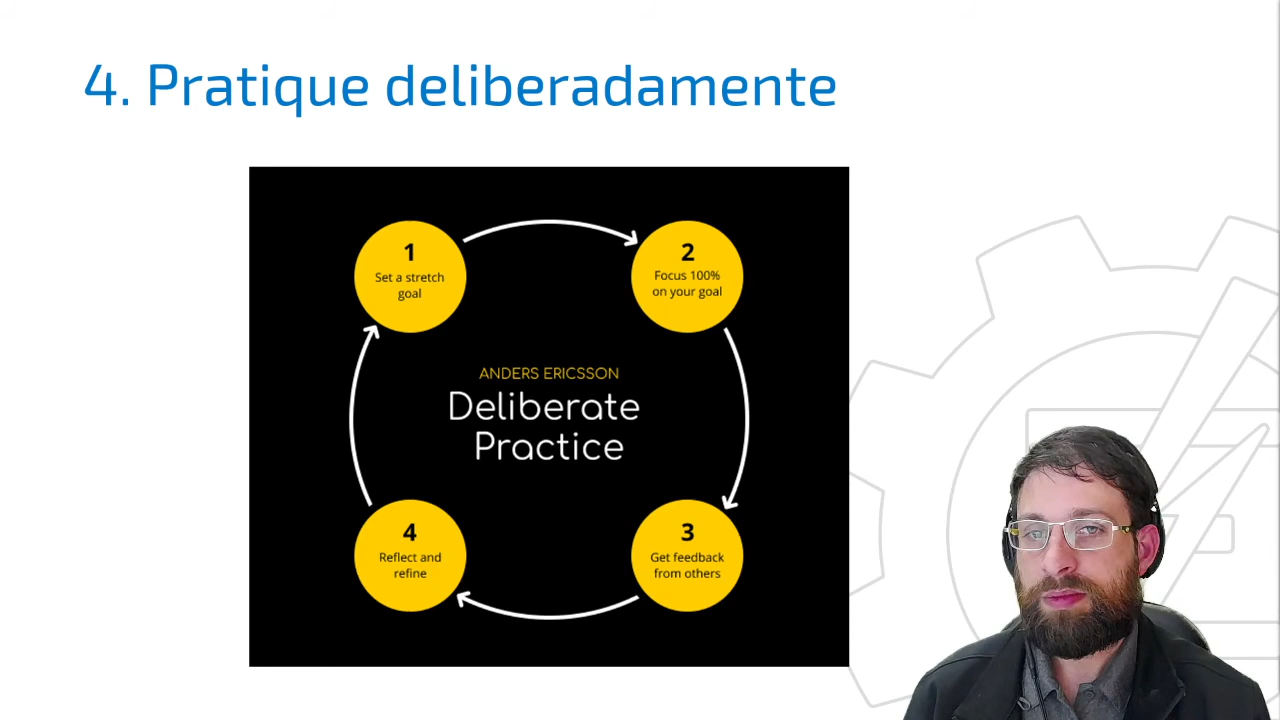 4. Pratique deliberadamente
1
Set a stretch
goal
2
Focus 100%
on your goal
ANDERS ERICSSON
Deliberate
Practice
4
Reflect and
refine
3
Get feedback
from others